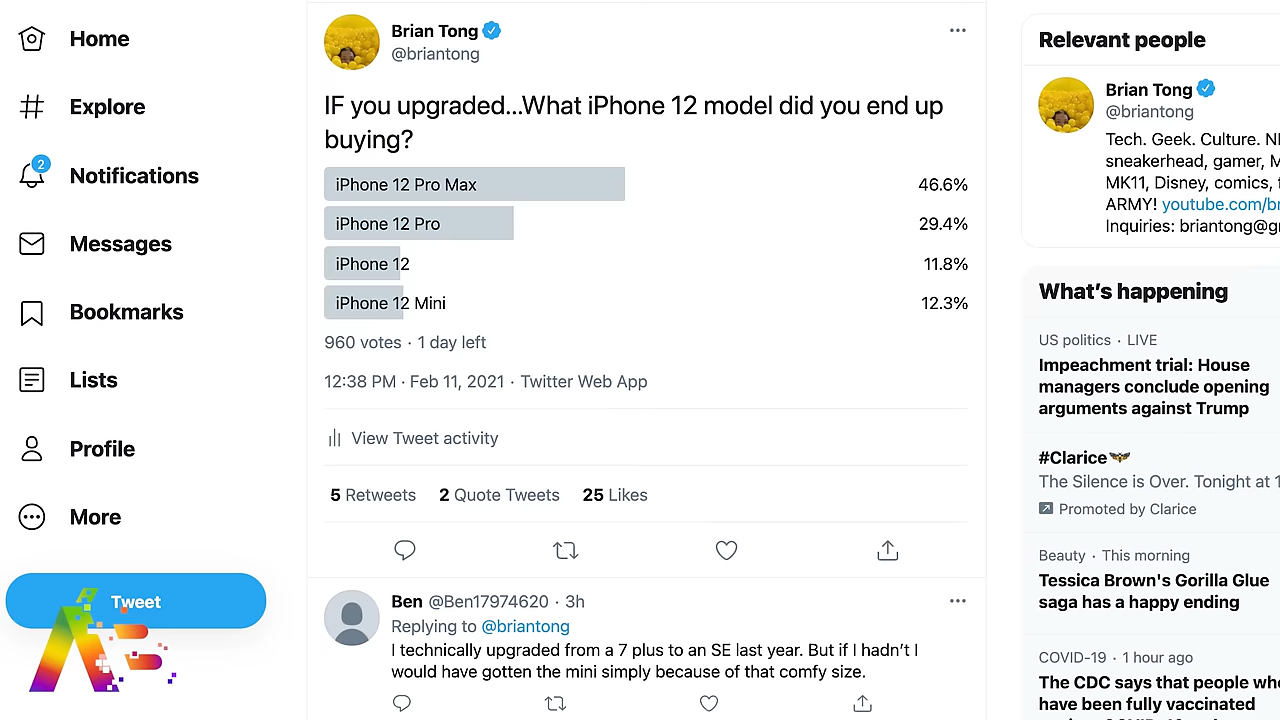 Home
Explore
2
Notifications
Messages
Bookmarks
Lists
Profile
More
Tweet
Brian Tong
@briantong
IF you upgraded...What iPhone 12 model did you end up
buying?
iPhone 12 Pro Max 46.6%
iPhone 12 Pro 29.4%
iPhone 12 11.8%
iPhone 12 Mini 12.3%
960 votes · 1 day left
12:38 PM · Feb 11, 2021 · Twitter Web App
View Tweet activity
5 Retweets 2 Quote Tweets 25 Likes
Ben @Ben17974620 · 3h
Replying to @briantong
I technically upgraded from a 7 plus to an SE last year. But if I hadn't I
would have gotten the mini simply because of that comfy size.
Relevant people
Brian Tong
@briantong
Tech. Geek. Culture.
sneakerhead, gamer,
MK11, Disney, comics,
ARMY! youtube.com/br
Inquiries: briantong@g
What's happening
US politics · LIVE
Impeachment trial: House
managers conclude opening
arguments against Trump
#Clarice
The Silence is Over. Tonight at
Promoted by Clarice
Beauty · This morning
Tessica Brown's Gorilla Glue
saga has a happy ending
COVID-19 · 1 hour ago
The CDC says that people who
have been fully vaccinated